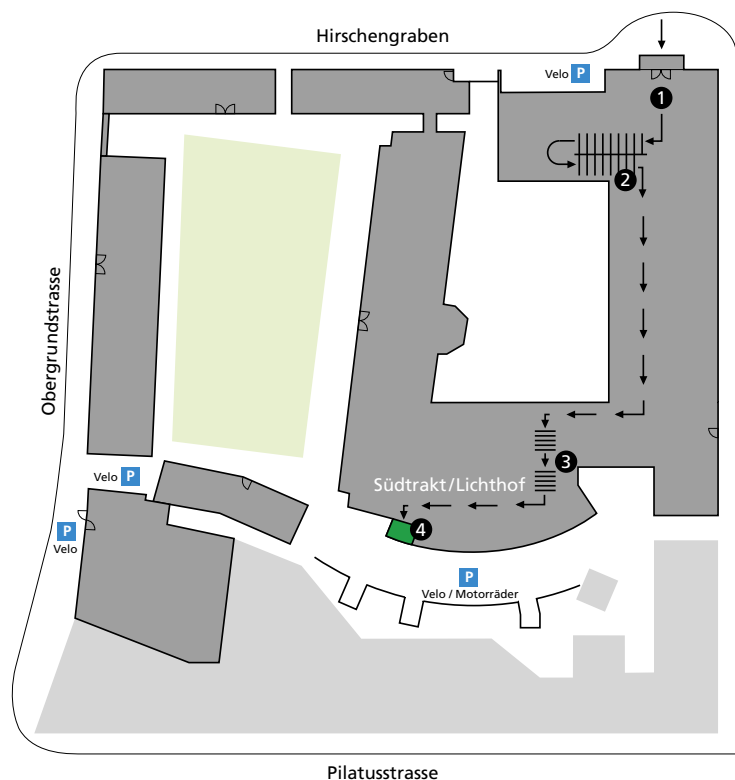 Hirschengraben
Velo P
1
2
Obergrundstrasse
3
Velo P
Südtrakt/Lichthof
P
Velo
4
P
Velo / Motorräder
Pilatusstrasse